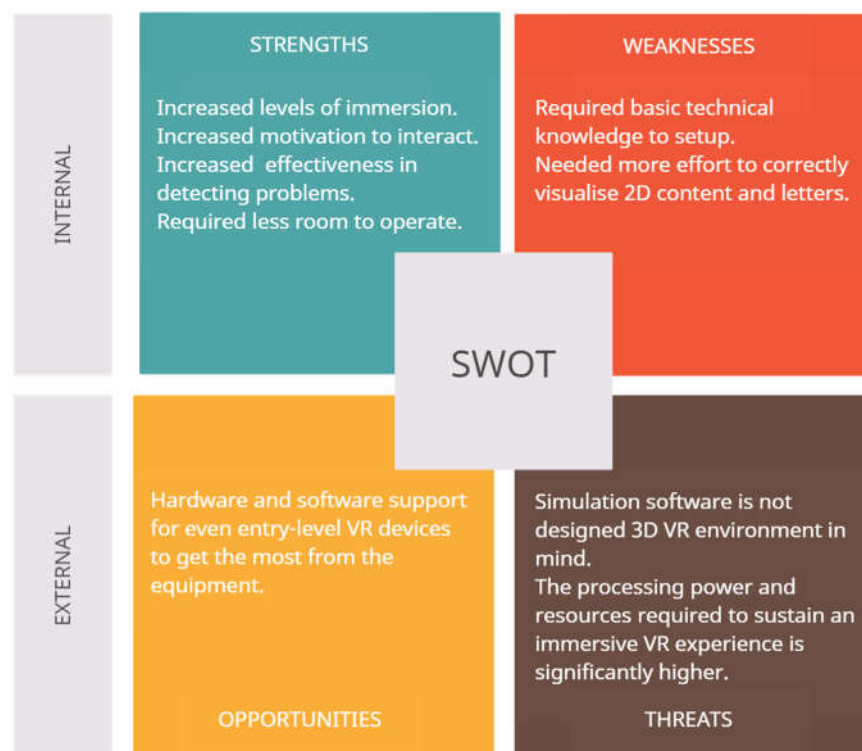 INTERNAL
STRENGTHS
Increased levels of immersion.
Increased motivation to interact.
Increased effectiveness in
detecting problems.
Required less room to operate.
WEAKNESSES
Required basic technical
knowledge to setup.
Needed more effort to correctly
visualise 2D content and letters.
SWOT
EXTERNAL
Hardware and software support
for even entry-level VR devices
to get the most from the
equipment.
OPPORTUNITIES
Simulation software is not
designed 3D VR environment in
mind.
The processing power and
resources required to sustain an
immersive VR experience is
significantly higher.
THREATS